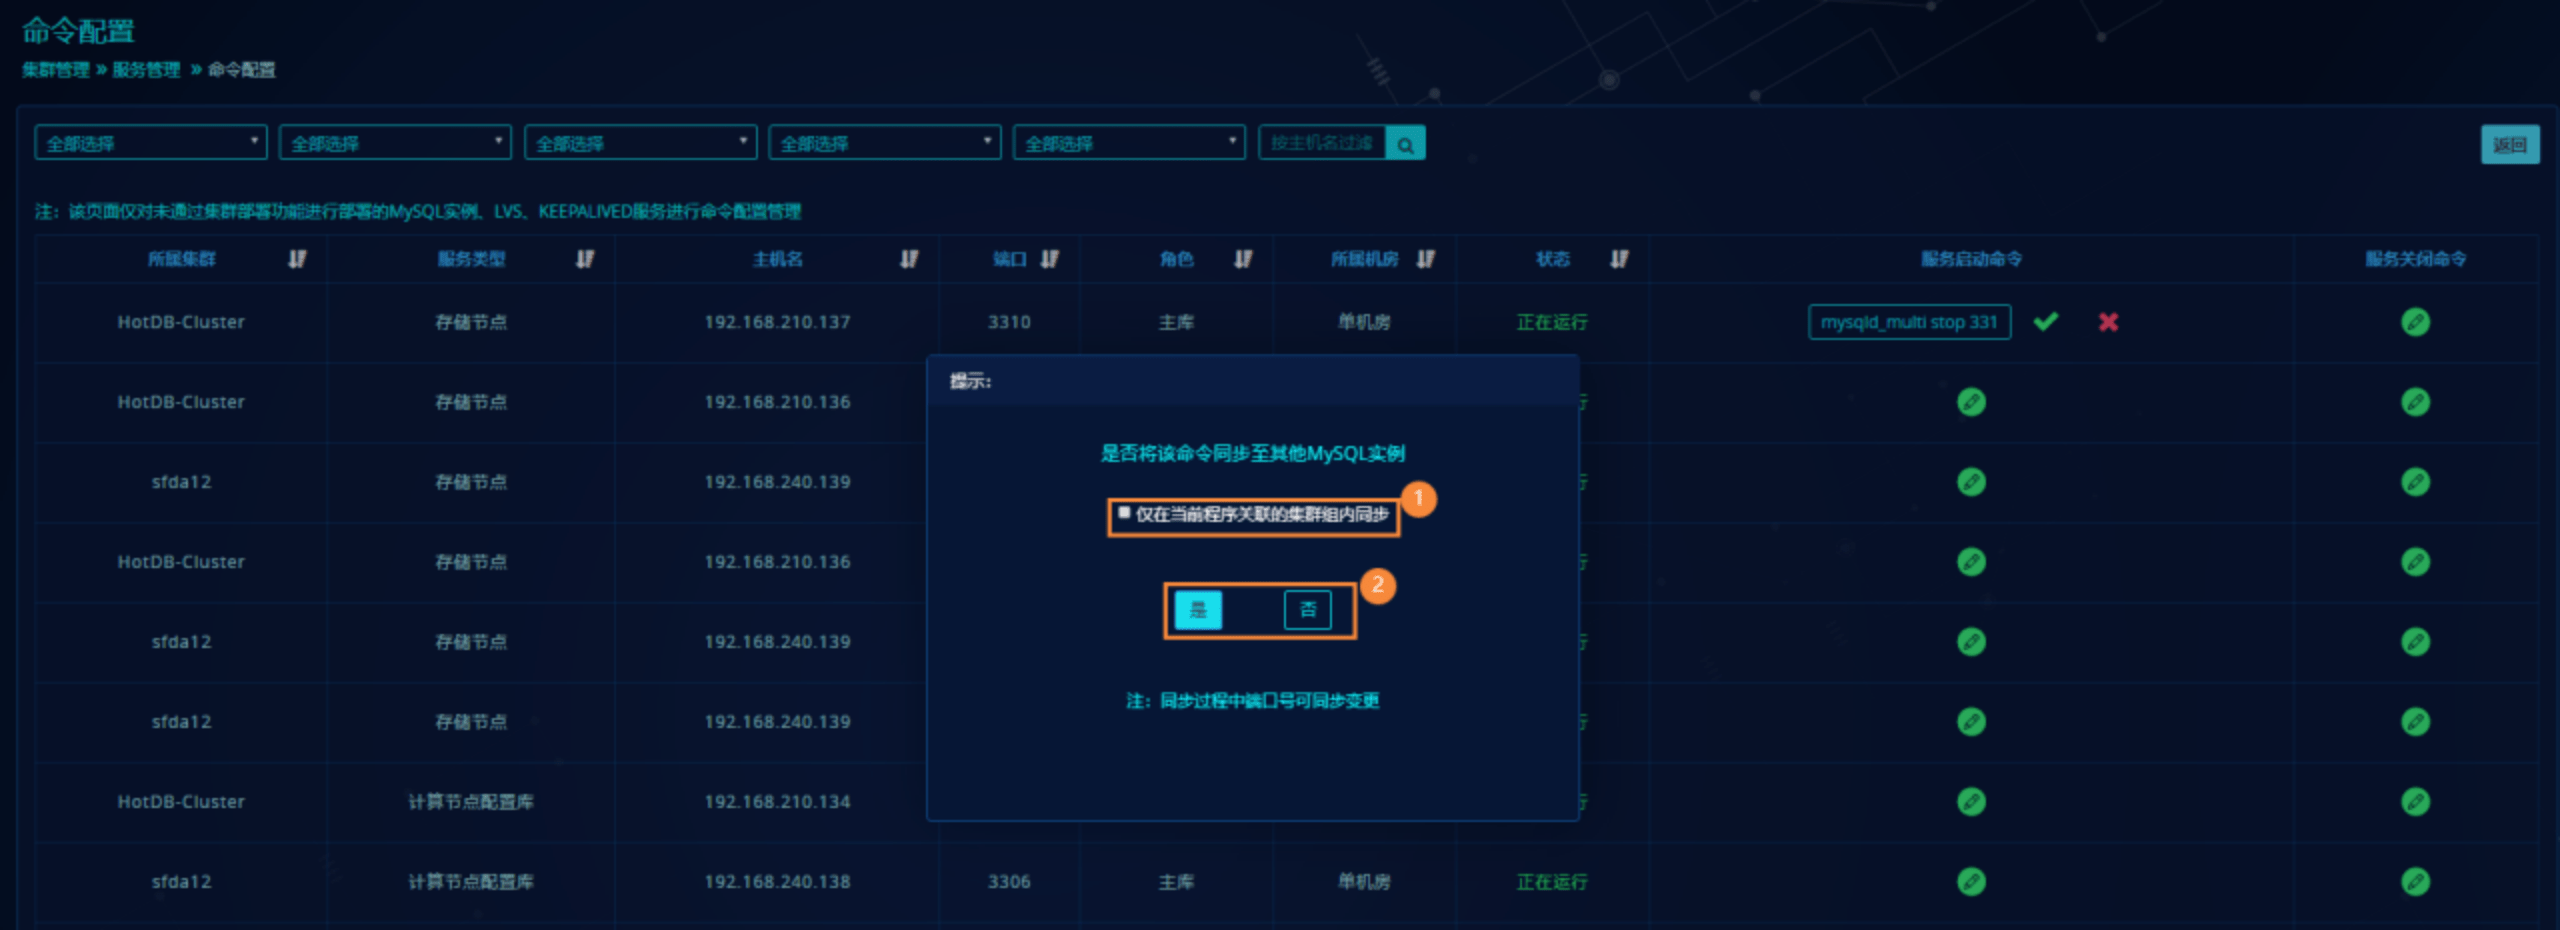 命令配置
集群管理 » 服务管理 » 命令配置
全部选择 全部选择 全部选择 全部选择 全部选择 按主机名过滤 返回
注：该页面仅对未通过集群部署功能进行部署的MySQL实例、LVS、KEEPALIVED服务进行命令配置管理
所属集群 服务类型 主机名 端口 角色 所属机房 状态 服务启动命令 服务关闭命令
HotDB-Cluster 存储节点 192.168.210.137 3310 主库 单机房 正在运行 mysqld_multi stop 331
HotDB-Cluster 存储节点 192.168.210.136
sfda12 存储节点 192.168.240.139
HotDB-Cluster 存储节点 192.168.210.136
sfda12 存储节点 192.168.240.139
sfda12 存储节点 192.168.240.139
HotDB-Cluster 计算节点配置库 192.168.210.134
sfda12 计算节点配置库 192.168.240.138 3306 主库 单机房 正在运行
提示：
是否将该命令同步至其他MySQL实例
仅在当前程序关联的集群组内同步 1
是 否 2
注：同步过程中端口号可同步变更